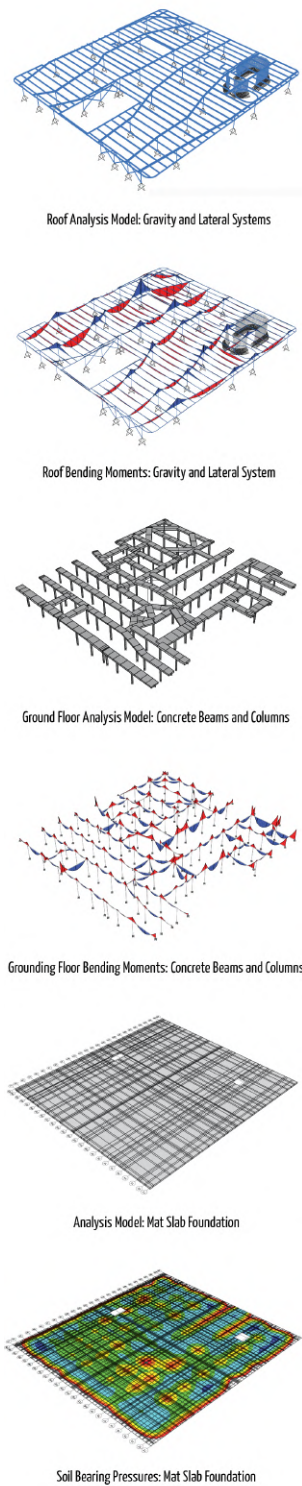 Roof Analysis Model: Gravity and Lateral Systems
Roof Bending Moments: Gravity and Lateral System
Ground Floor Analysis Model: Concrete Beams and Columns
Grounding Floor Bending Moments: Concrete Beams and Columns
Analysis Model: Mat Slab Foundation
Soil Bearing Pressures: Mat Slab Foundation